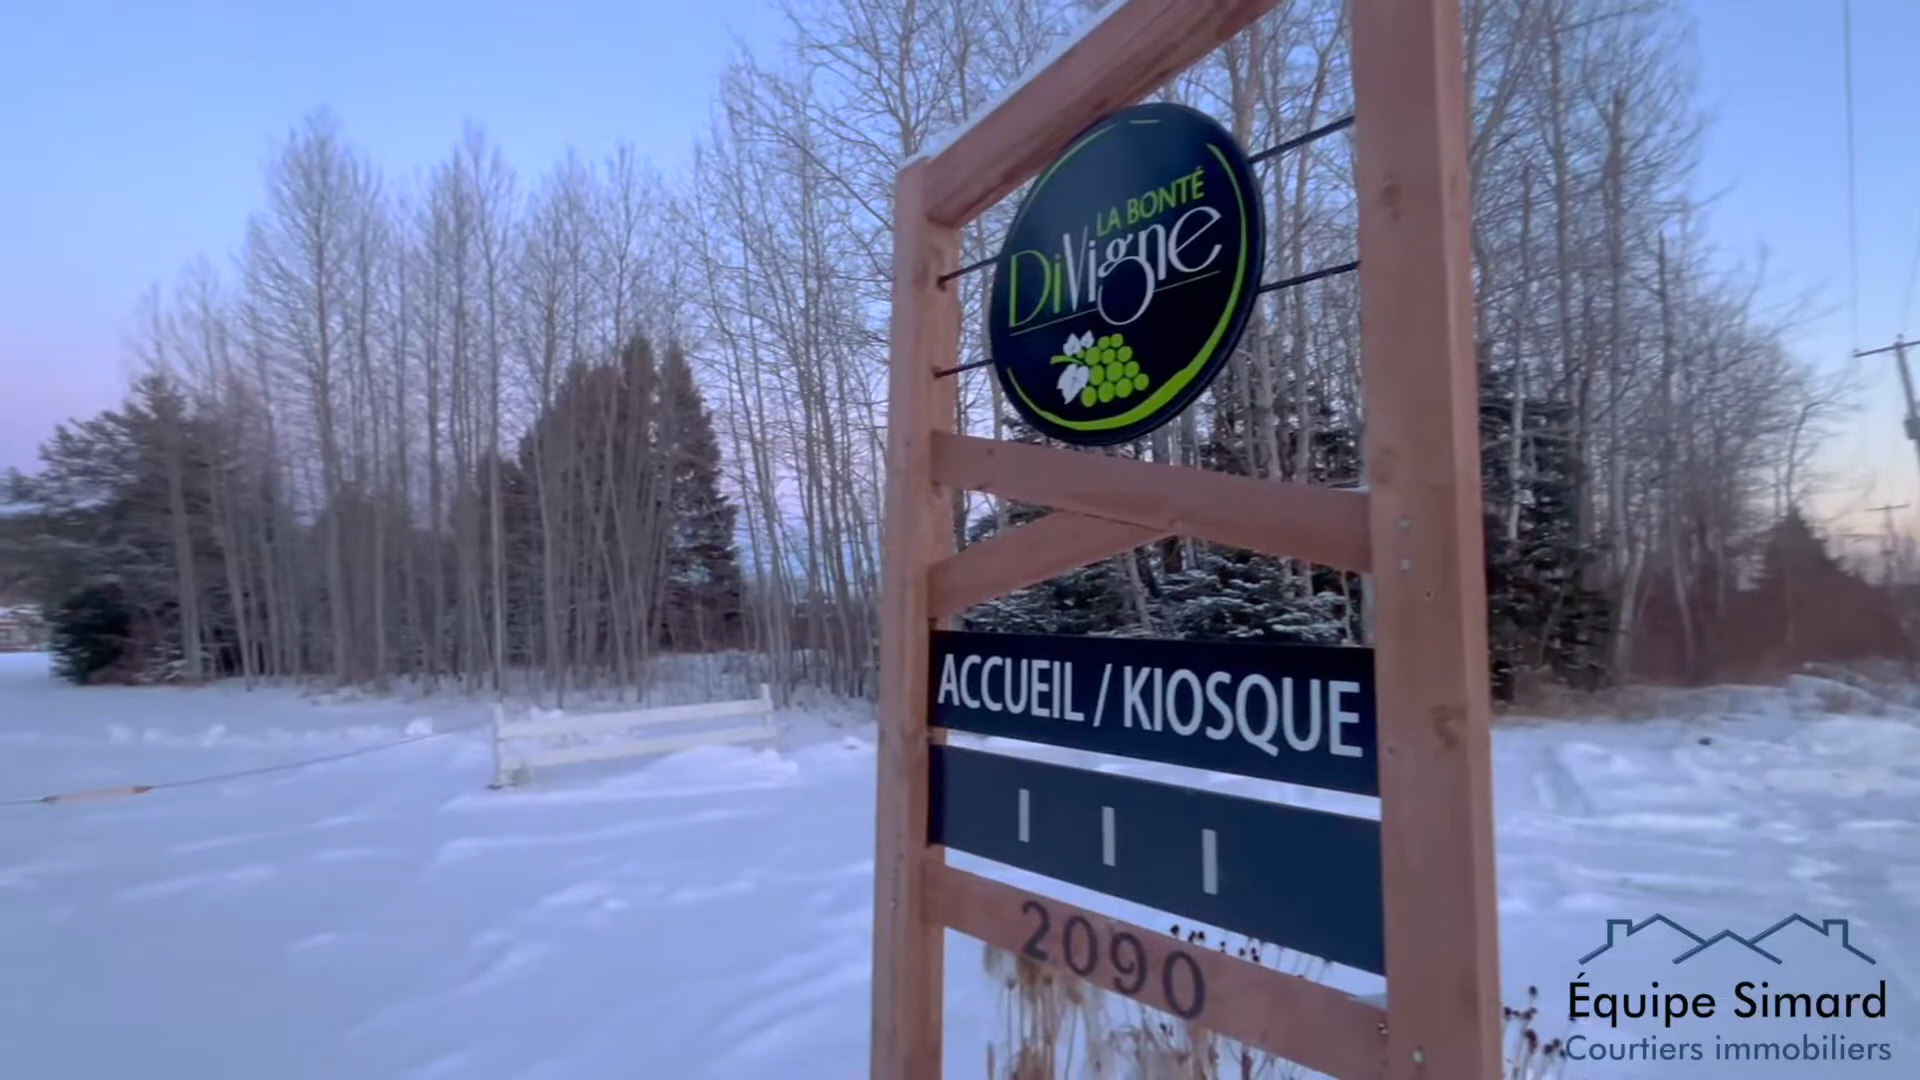 LA BONTÉ
DiVigne
ACCUEIL / KIOSQUE
2090
Équipe Simard
Courtiers immobiliers